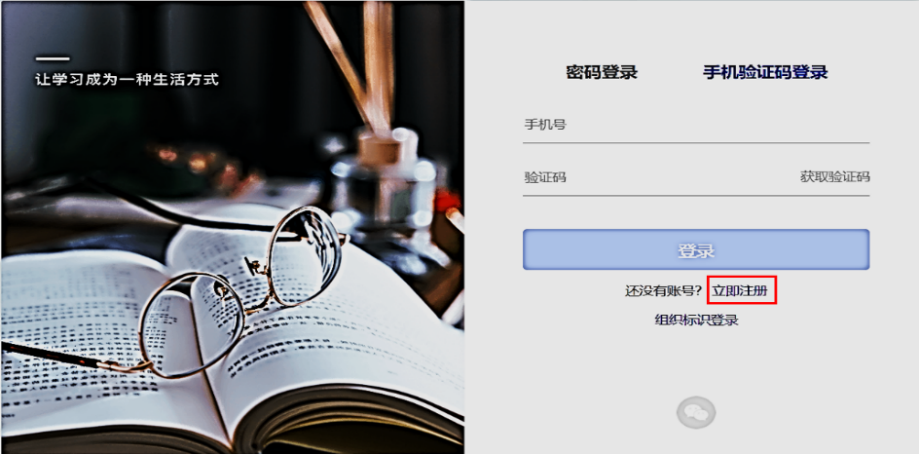 让学习成为一种生活方式
密码登录 手机验证码登录
手机号
验证码 获取验证码
登录
还没有账号? 立即注册
组织标识登录